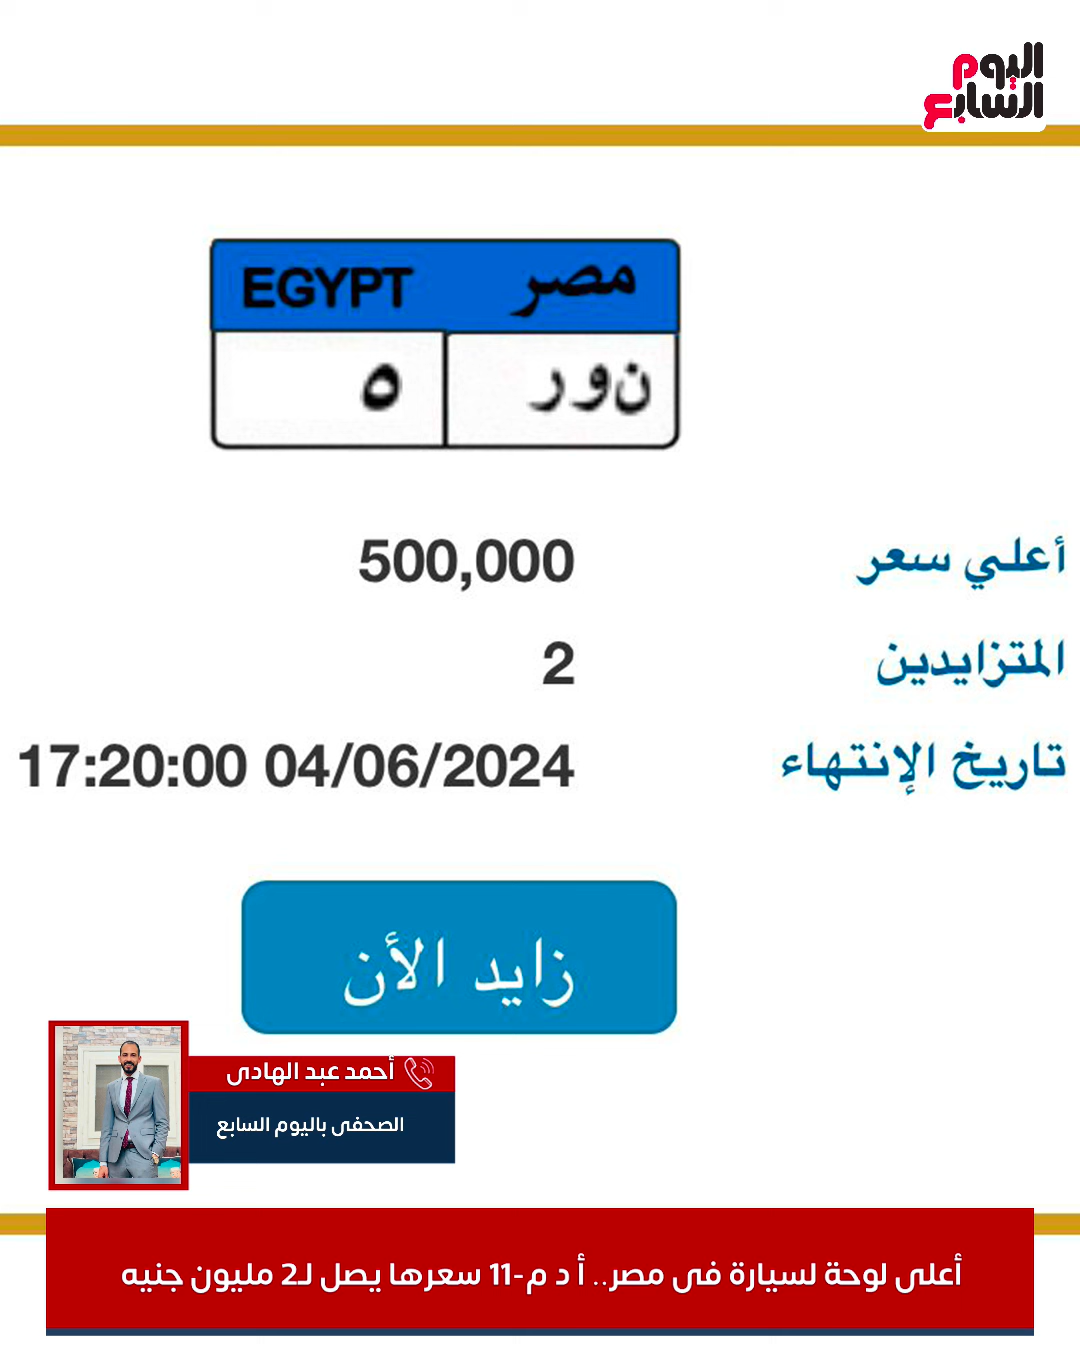 اليوم
السابع
مصر EGYPT
ن و ر ٥
أعلي سعر 500,000
المتزايدين 2
تاريخ الإنتهاء 04/06/2024 17:20:00
زايد الأن
أحمد عبد الهادى
الصحفى باليوم السابع
أعلى لوحة لسيارة فى مصر.. أ د م-11 سعرها يصل لـ2 مليون جنيه